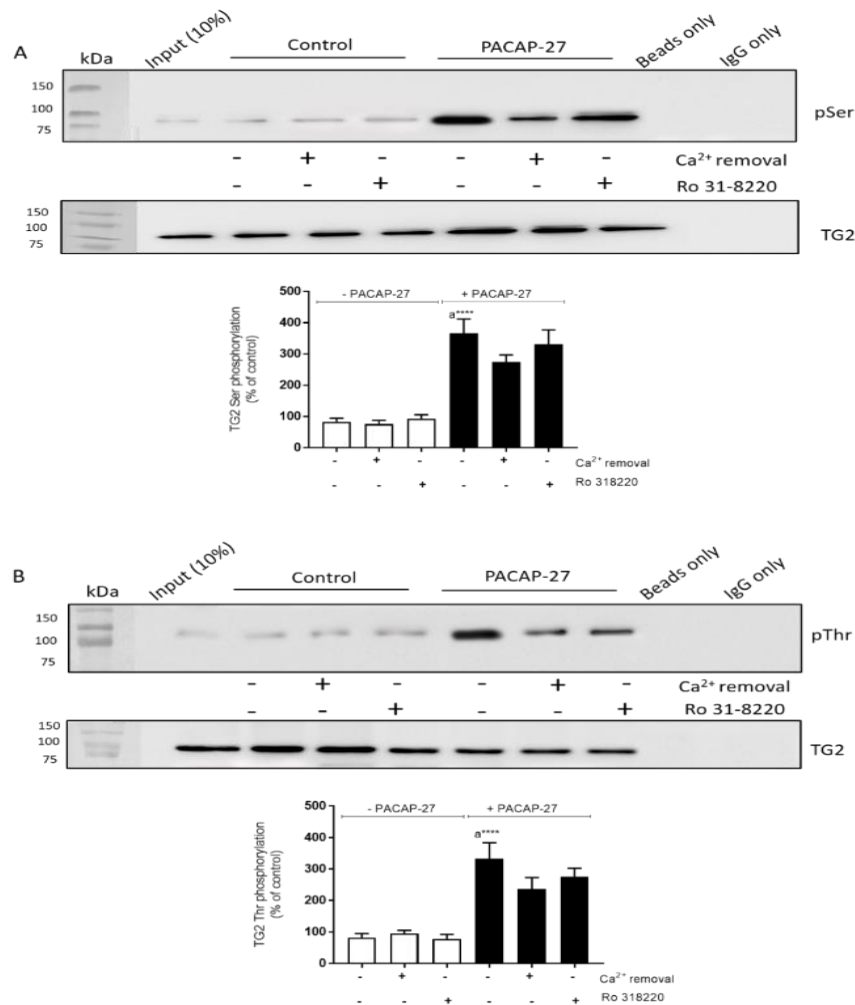 A
kDa
Input (10%)
Control
PACAP-27
Beads only
IgG only
150
100
75
pSer
- + - - + - Ca²⁺ removal
- - + - - + Ro 31-8220
150
100
75
TG2
500
400
300
200
100
0
TG2 Ser phosphorylation
(% of control)
- PACAP-27 + PACAP-27
a****
- + - - + - Ca²⁺ removal
- - + - - + Ro 318220
B
kDa
Input (10%)
Control
PACAP-27
Beads only
IgG only
150
100
75
pThr
- + - - + - Ca²⁺ removal
- - + - - + Ro 31-8220
150
100
75
TG2
500
400
300
200
100
0
TG2 Thr phosphorylation
(% of control)
- PACAP-27 + PACAP-27
a****
- + - - + - Ca²⁺ removal
- - + - - + Ro 318220